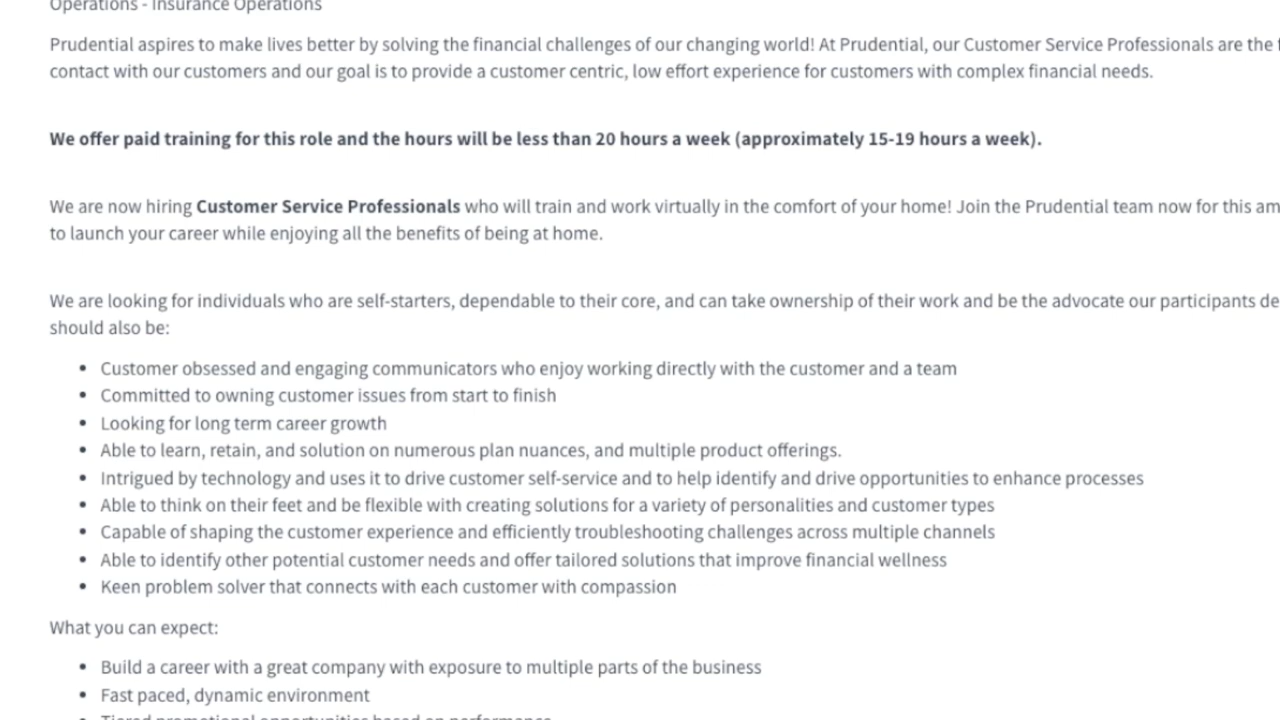 Operations - Insurance Operations
Prudential aspires to make lives better by solving the financial challenges of our changing world! At Prudential, our Customer Service Professionals are the
contact with our customers and our goal is to provide a customer centric, low effort experience for customers with complex financial needs.
We offer paid training for this role and the hours will be less than 20 hours a week (approximately 15-19 hours a week).
We are now hiring Customer Service Professionals who will train and work virtually in the comfort of your home! Join the Prudential team now for this am
to launch your career while enjoying all the benefits of being at home.
We are looking for individuals who are self-starters, dependable to their core, and can take ownership of their work and be the advocate our participants de
should also be:
• Customer obsessed and engaging communicators who enjoy working directly with the customer and a team
• Committed to owning customer issues from start to finish
• Looking for long term career growth
• Able to learn, retain, and solution on numerous plan nuances, and multiple product offerings.
• Intrigued by technology and uses it to drive customer self-service and to help identify and drive opportunities to enhance processes
• Able to think on their feet and be flexible with creating solutions for a variety of personalities and customer types
• Capable of shaping the customer experience and efficiently troubleshooting challenges across multiple channels
• Able to identify other potential customer needs and offer tailored solutions that improve financial wellness
• Keen problem solver that connects with each customer with compassion
What you can expect:
• Build a career with a great company with exposure to multiple parts of the business
• Fast paced, dynamic environment
• Tiered promotional opportunities based on performance